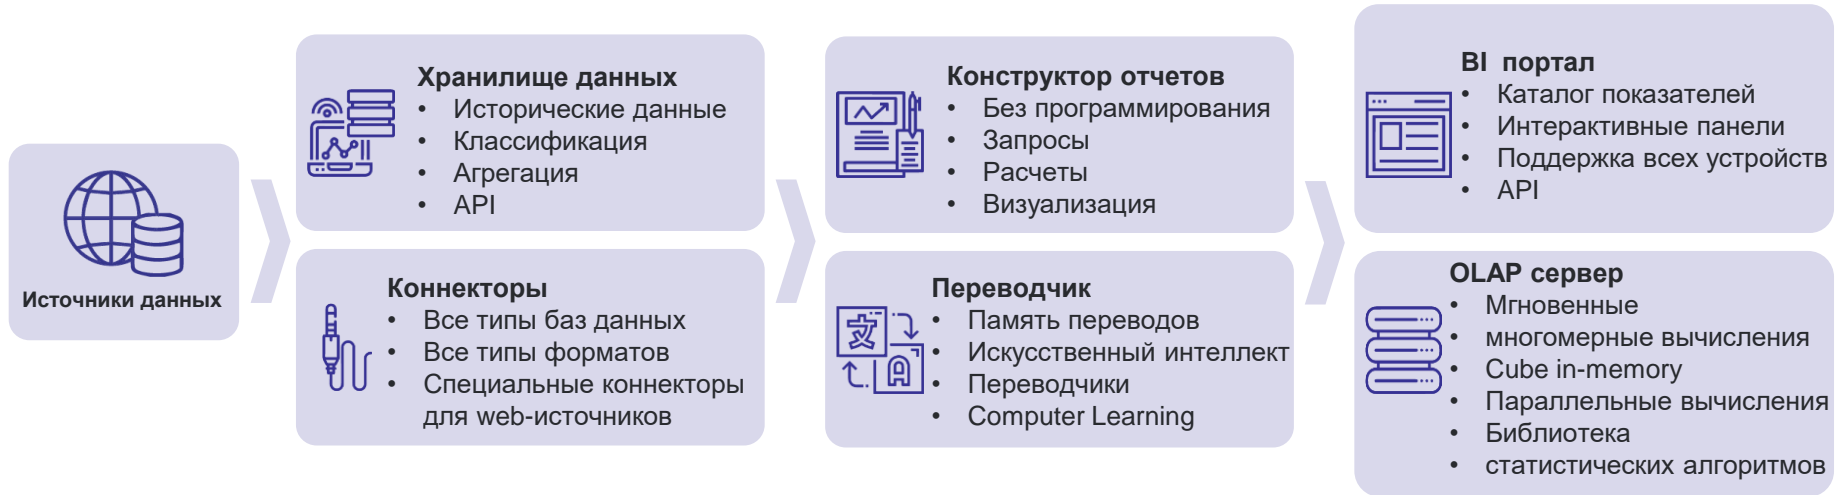 Источники данных
Хранилище данных
• Исторические данные
• Классификация
• Агрегация
• API
Коннекторы
• Все типы баз данных
• Все типы форматов
• Специальные коннекторы
для web-источников
Конструктор отчетов
• Без программирования
• Запросы
• Расчеты
• Визуализация
Переводчик
• Память переводов
• Искусственный интеллект
• Переводчики
• Computer Learning
BI портал
• Каталог показателей
• Интерактивные панели
• Поддержка всех устройств
• API
OLAP сервер
• Мгновенные
• многомерные вычисления
• Cube in-memory
• Параллельные вычисления
• Библиотека
• статистических алгоритмов